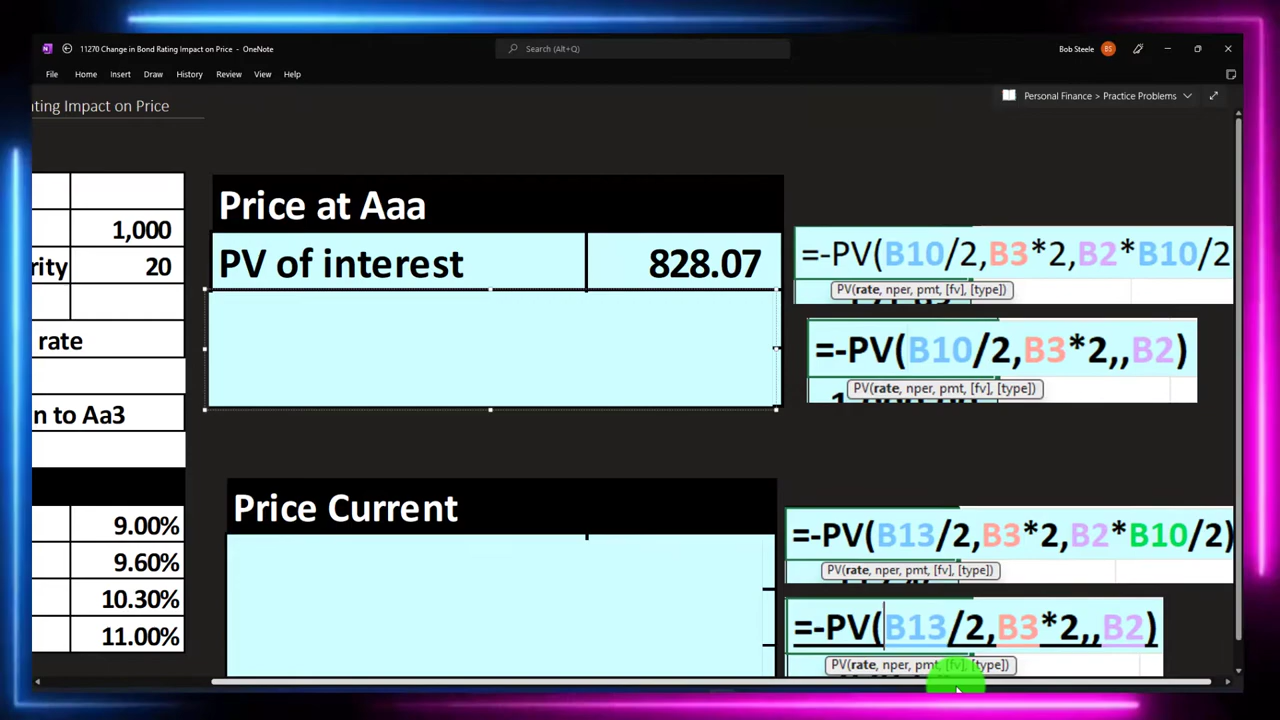 11270 Change in Bond Rating Impact on Price - OneNote
Search (Alt+Q)
Bob Steele
BS
File Home Insert Draw History Review View Help
ting Impact on Price
Personal Finance > Practice Problems
Price at Aaa
1,000
=-PV(B10/2,B3*2,B2*B10/2
rity 20
PV of interest 828.07
PV(rate, nper, pmt, [fv], [type])
rate
=-PV(B10/2,B3*2,,B2)
PV(rate, nper, pmt, [fv], [type])
n to Aa3
Price Current
9.00%
=-PV(B13/2,B3*2,B2*B10/2)
9.60%
PV(rate, nper, pmt, [fv], [type])
10.30%
11.00%
=-PV(B13/2,B3*2,,B2)
PV(rate, nper, pmt, [fv], [type])